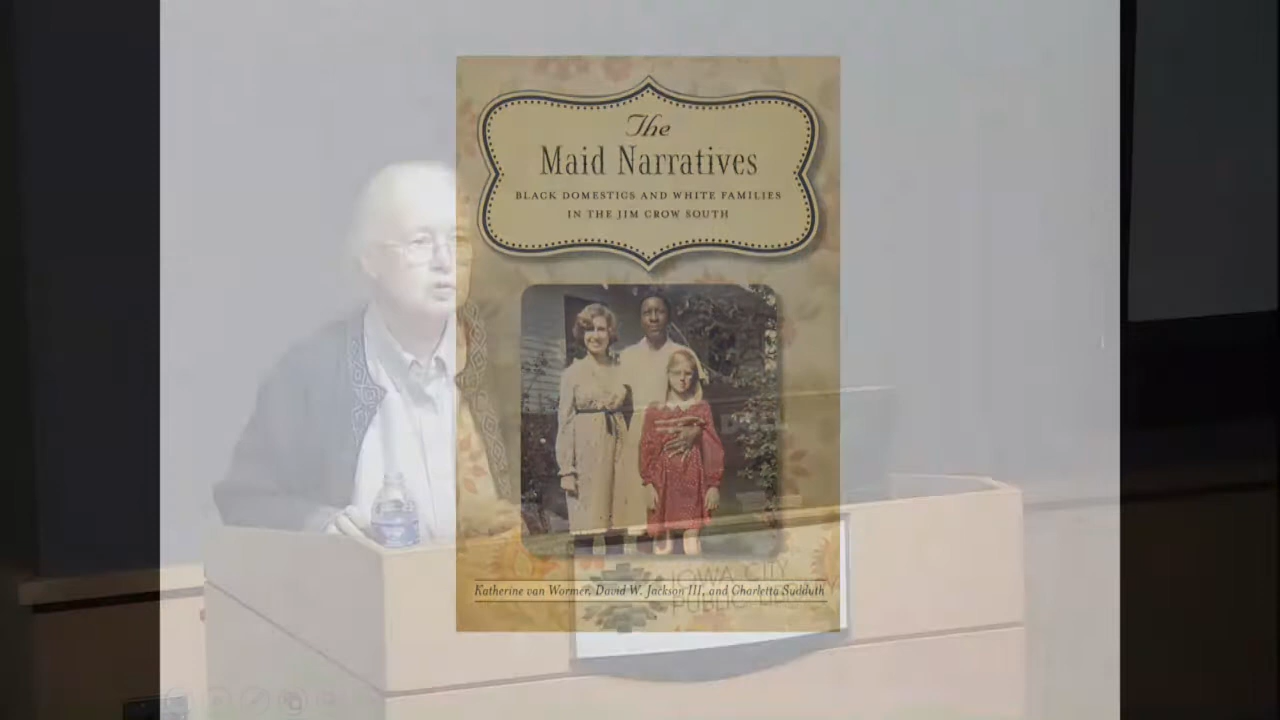 The
Maid Narratives
BLACK DOMESTICS AND WHITE FAMILIES
IN THE JIM CROW SOUTH
Katherine van Wormer, David W. Jackson III, and Charletta Sudduth
IOWA CITY
PUBLIC LIBRARY